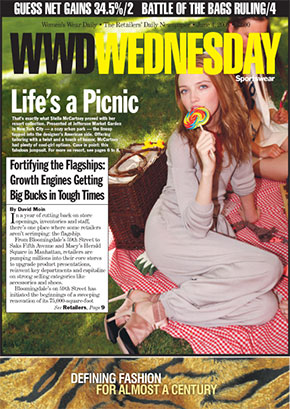 GUESS NET GAINS 34.5%/2 BATTLE OF THE BAGS RULING/4
Women's Wear Daily • The Retailers' Daily Newspaper •
WWDWEDNESDAY
Sportswear
Life's a Picnic
That's exactly what Stella McCartney proved with her
resort collection. Presented at Jefferson Market Garden
in New York City — a cozy urban park — the lineup
tapped into the designer's American side. Offering
tailoring with a twist and a touch of humor, McCartney
had plenty of cool-girl options. Case in point: this
fabulous jumpsuit. For more on resort, see pages 6 to 8.
Fortifying the Flagships:
Growth Engines Getting
Big Bucks in Tough Times
By David Moin
In a year of cutting back on store
openings, inventories and staff,
there's one place where some retailers
aren't scrimping: the flagship.
From Bloomingdale's 59th Street to
Saks Fifth Avenue and Macy's Herald
Square in Manhattan, retailers are
pumping millions into their core stores
to upgrade product presentations,
reinvent key departments and capitalize
on strong-selling categories like
accessories and shoes.
Bloomingdale's on 59th Street has
initiated the beginnings of a sweeping
renovation of its 75,000-square-foot
See Retailers, Page 9
DEFINING FASHION
FOR ALMOST A CENTURY